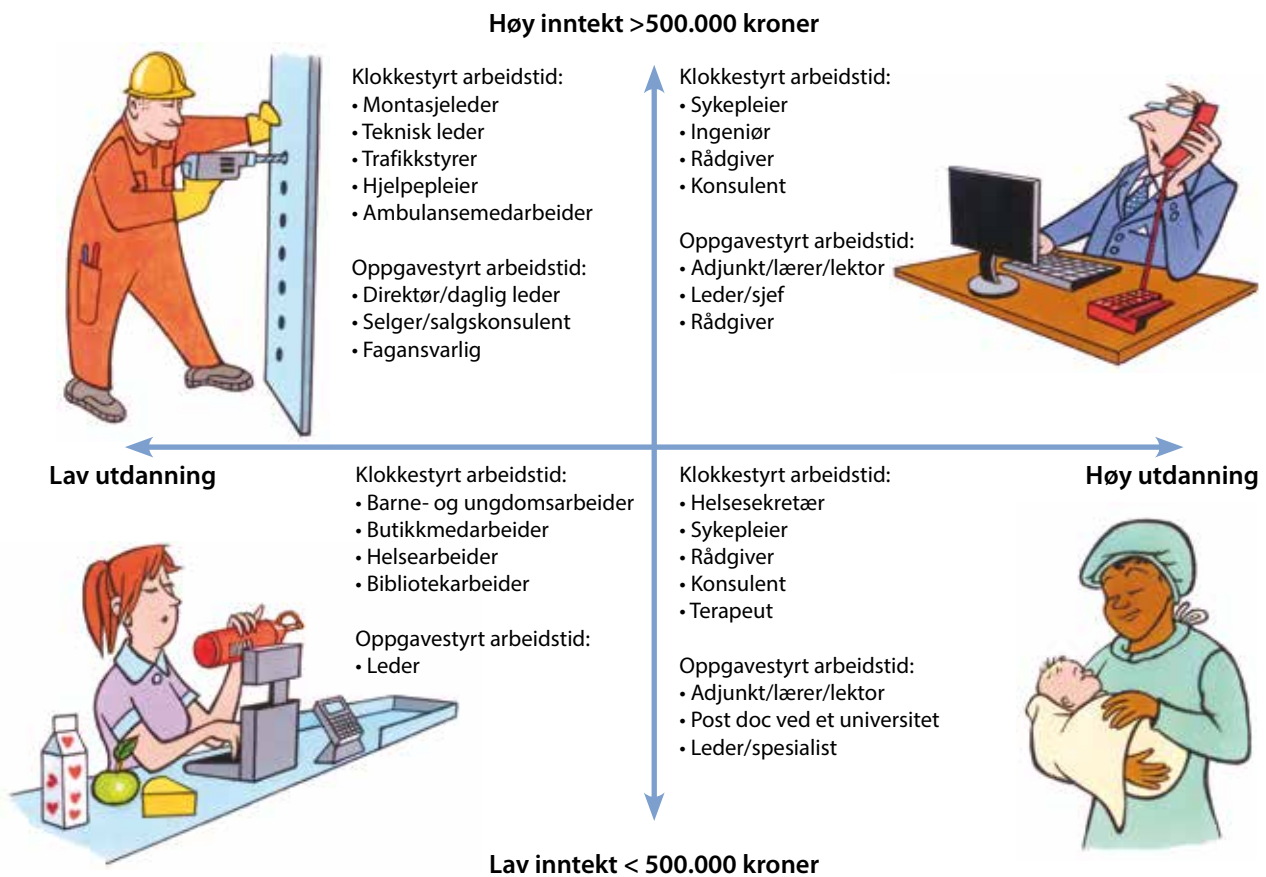 Høy inntekt >500.000 kroner
Klokkestyrt arbeidstid:
• Montasjeleder
• Teknisk leder
• Trafikkstyrer
• Hjelpepleier
• Ambulansemedarbeider
Oppgavestyrt arbeidstid:
• Direktør/daglig leder
• Selger/salgskonsulent
• Fagansvarlig
Klokkestyrt arbeidstid:
• Sykepleier
• Ingeniør
• Rådgiver
• Konsulent
Oppgavestyrt arbeidstid:
• Adjunkt/lærer/lektor
• Leder/sjef
• Rådgiver
Lav utdanning
Høy utdanning
Klokkestyrt arbeidstid:
• Barne- og ungdomsarbeider
• Butikkmedarbeider
• Helsearbeider
• Bibliotekarbeider
Oppgavestyrt arbeidstid:
• Leder
Klokkestyrt arbeidstid:
• Helsesekretær
• Sykepleier
• Rådgiver
• Konsulent
• Terapeut
Oppgavestyrt arbeidstid:
• Adjunkt/lærer/lektor
• Post doc ved et universitet
• Leder/spesialist
Lav inntekt < 500.000 kroner